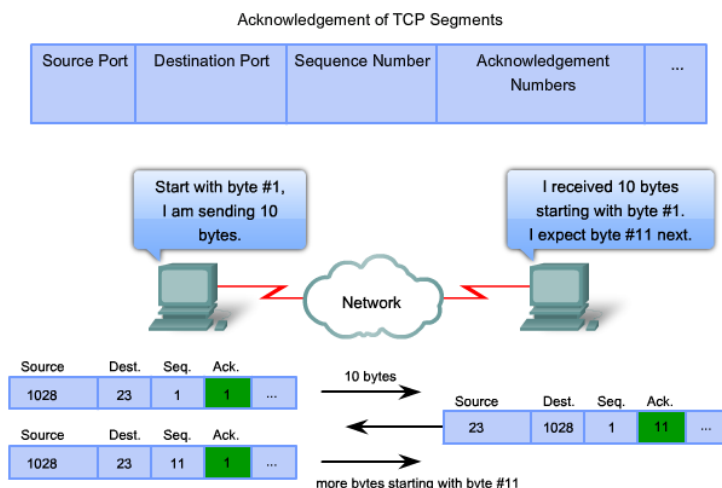 Acknowledgement of TCP Segments
Source Port Destination Port Sequence Number Acknowledgement Numbers ...
Start with byte #1,
I am sending 10
bytes.
I received 10 bytes
starting with byte #1.
I expect byte #11 next.
Network
Source Dest. Seq. Ack.
1028 23 1 1 ...
10 bytes
Source Dest. Seq. Ack.
23 1028 1 11 ...
Source Dest. Seq. Ack.
1028 23 11 1 ...
more bytes starting with byte #11